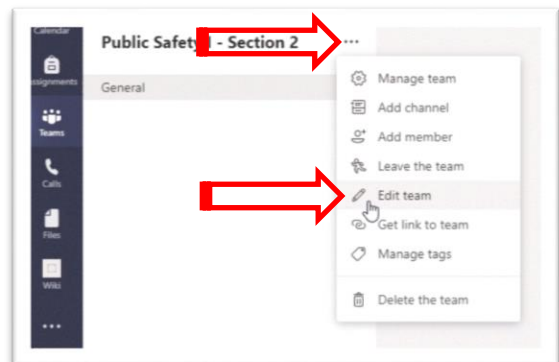 Calendar
Public Safety I - Section 2
...
Assignments
General
Teams
Calls
Files
Wiki
...
Manage team
Add channel
Add member
Leave the team
Edit team
Get link to team
Manage tags
Delete the team